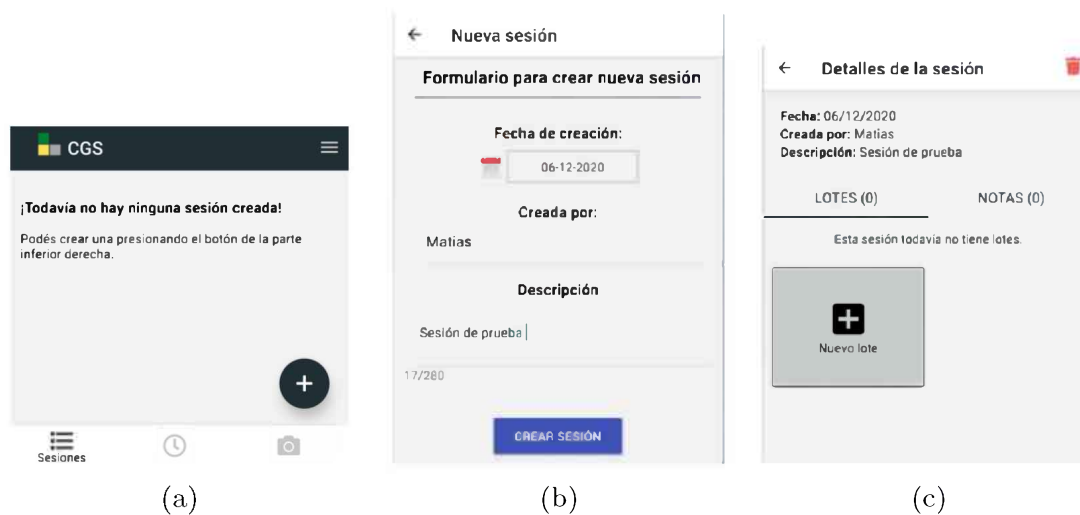 CGS
¡Todavía no hay ninguna sesión creada!
Podés crear una presionando el botón de la parte
inferior derecha.
Sesiones
(a)
Nueva sesión
Formulario para crear nueva sesión
Fecha de creación:
06-12-2020
Creada por:
Matias
Descripción
Sesión de prueba
17/280
CREAR SESIÓN
(b)
Detalles de la sesión
Fecha: 06/12/2020
Creada por: Matias
Descripción: Sesión de prueba
LOTES (0) NOTAS (0)
Esta sesión todavía no tiene lotes.
Nuevo lote
(c)